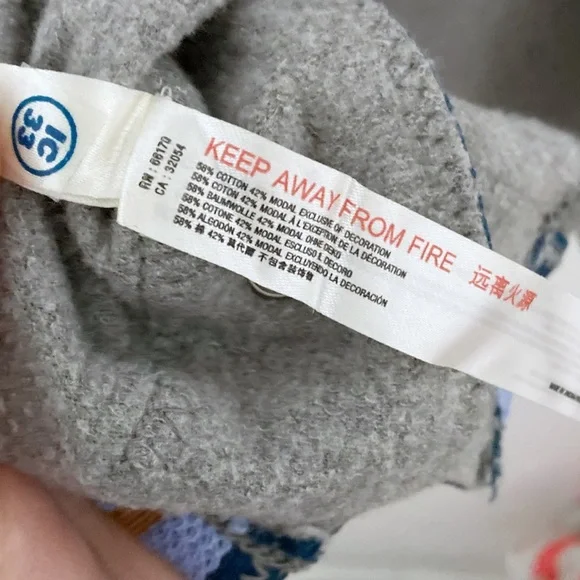 IC
33
RN : 66170
CA : 32054
KEEP AWAY FROM FIRE 远离火源
58% COTTON 42% MODAL EXCLUSIVE OF DECORATION
58% COTON 42% MODAL À L'EXCEPTION DE LA DÉCORATION
58% BAUMWOLLE 42% MODAL OHNE DEKO
58% COTONE 42% MODAL ESCLUSO IL DECORO
58% ALGODÓN 42% MODAL EXCLUYENDO LA DECORACIÓN
58% 棉 42% 莫代尔 不包含装饰物